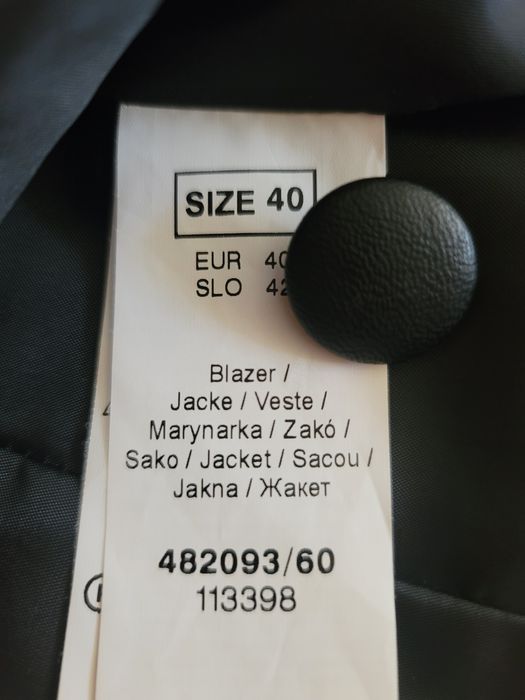 SIZE 40
EUR 40
SLO 42
Blazer /
Jacke / Veste /
Marynarka / Zakó /
Sako / Jacket / Sacou /
Jakna / Жакет
482093/60
113398